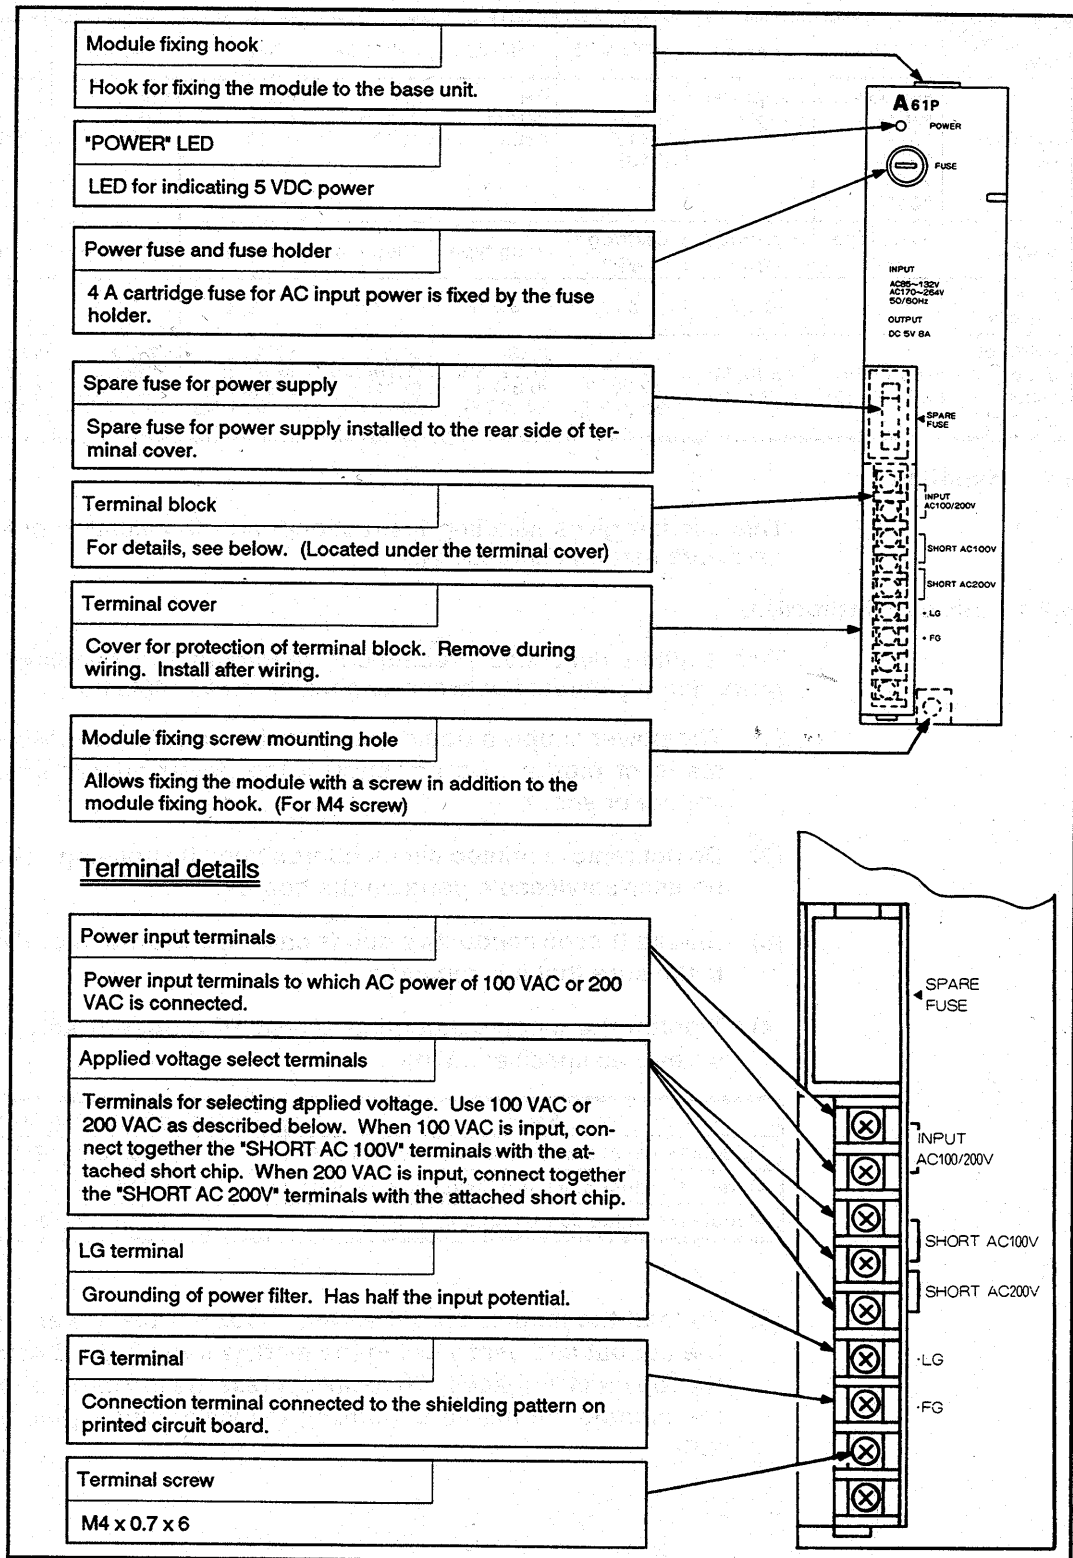 Module fixing hook
Hook for fixing the module to the base unit.
"POWER" LED
LED for indicating 5 VDC power
Power fuse and fuse holder
4 A cartridge fuse for AC input power is fixed by the fuse
holder.
Spare fuse for power supply
Spare fuse for power supply installed to the rear side of ter-
minal cover.
Terminal block
For details, see below. (Located under the terminal cover)
Terminal cover
Cover for protection of terminal block. Remove during
wiring. Install after wiring.
Module fixing screw mounting hole
Allows fixing the module with a screw in addition to the
module fixing hook. (For M4 screw)
A61P
POWER
FUSE
INPUT
AC85~132V
AC170~264V
50/60Hz
OUTPUT
DC 5V 8A
SPARE
FUSE
INPUT
AC100/200V
SHORT AC100V
SHORT AC200V
·LG
·FG
Terminal details
Power input terminals
Power input terminals to which AC power of 100 VAC or 200
VAC is connected.
Applied voltage select terminals
Terminals for selecting applied voltage. Use 100 VAC or
200 VAC as described below. When 100 VAC is input, con-
nect together the "SHORT AC 100V" terminals with the at-
tached short chip. When 200 VAC is input, connect together
the "SHORT AC 200V" terminals with the attached short chip.
LG terminal
Grounding of power filter. Has half the input potential.
FG terminal
Connection terminal connected to the shielding pattern on
printed circuit board.
Terminal screw
M4 x 0.7 x 6
SPARE
FUSE
INPUT
AC100/200V
SHORT AC100V
SHORT AC200V
·LG
·FG